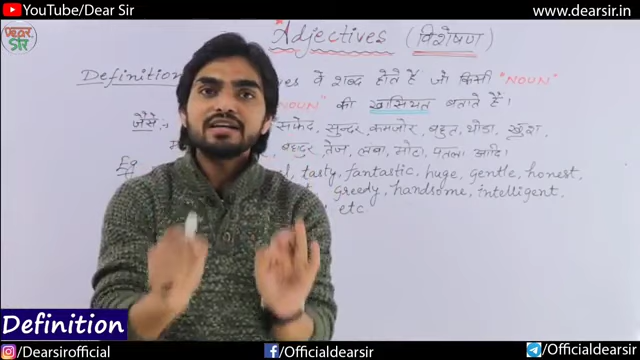 YouTube/Dear Sir
www.dearsir.in
DEAR SIR
Adjectives (विशेषण)
Definition ves वे शब्द होते हैं जो किसी "NOUN"
"NOUN" की खासियत बताते हैं।
जैसे:- सफेद, सुन्दर, कमजोर, बहुत, थोडा, खुश,
बहादुर, तेज, लंबा, मोटा, पतला आदि।
Eg tasty, fantastic, huge, gentle, honest,
greedy, handsome, intelligent,
etc
Definition
/Dearsirofficial
/Officialdearsir
/Officialdearsir